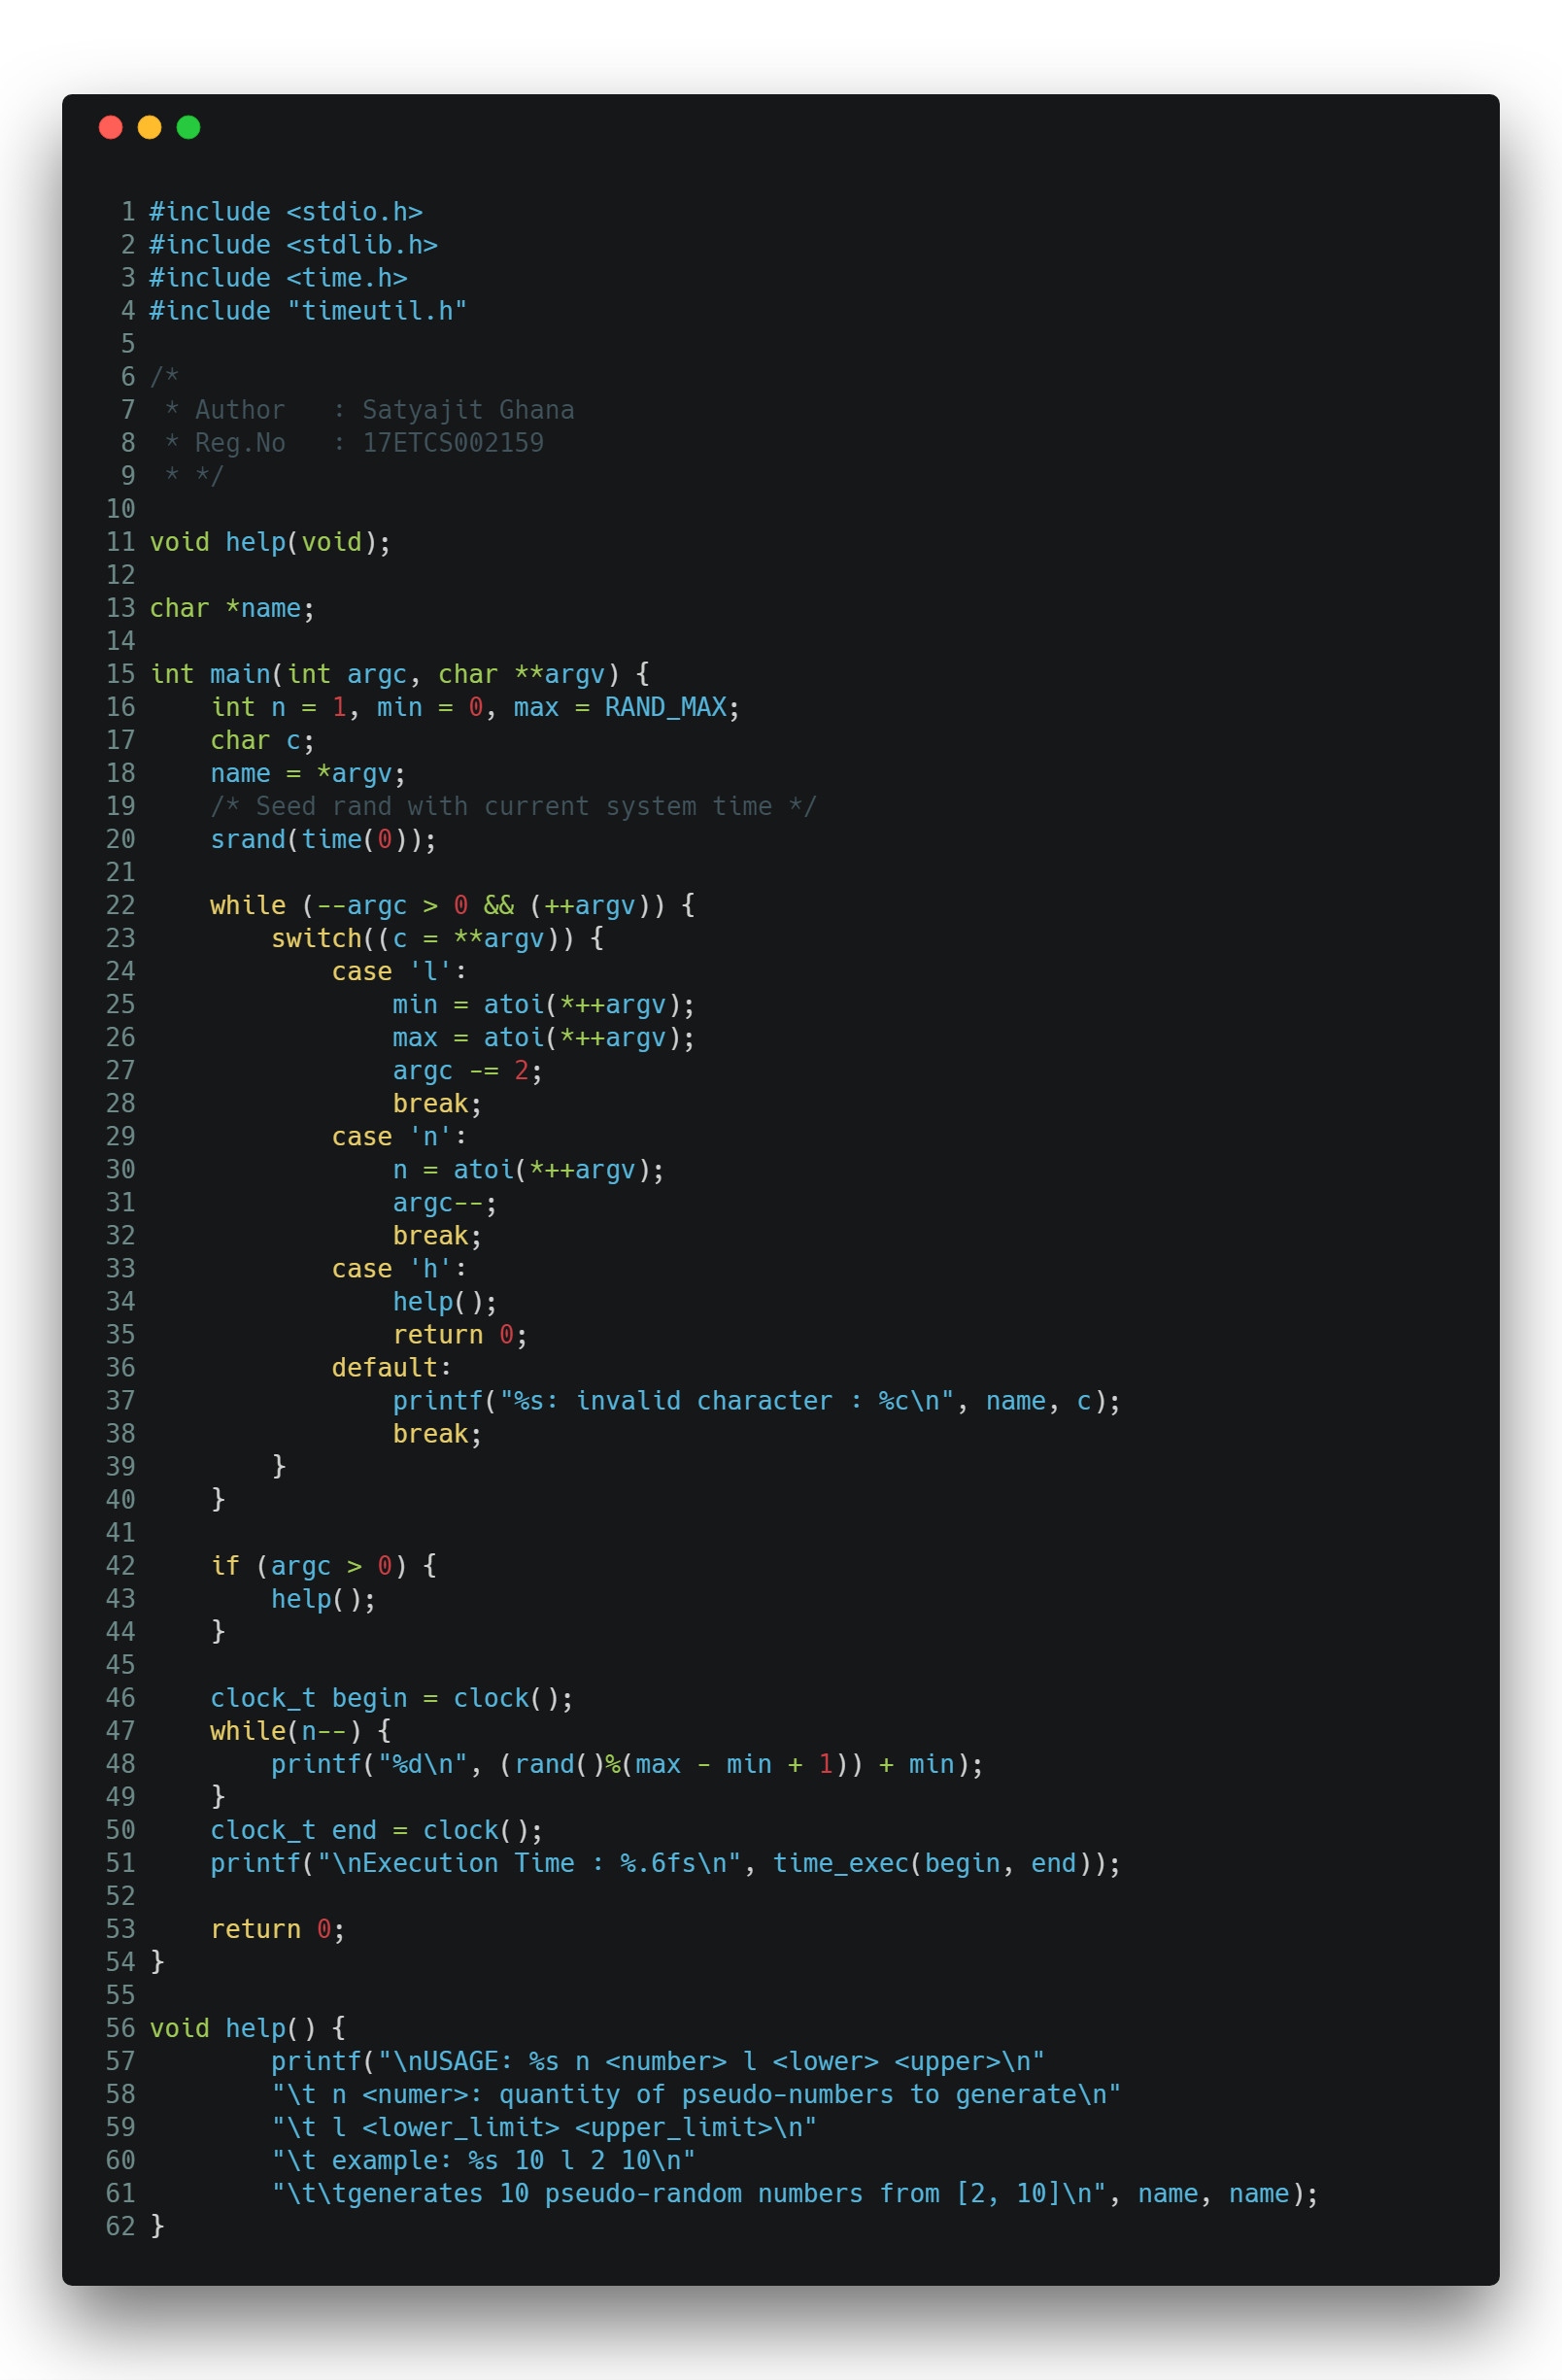 1 #include <stdio.h>
2 #include <stdlib.h>
3 #include <time.h>
4 #include "timeutil.h"
5
6 /*
7  * Author   : Satyajit Ghana
8  * Reg.No   : 17ETCS002159
9  * */
10
11 void help(void);
12
13 char *name;
14
15 int main(int argc, char **argv) {
16     int n = 1, min = 0, max = RAND_MAX;
17     char c;
18     name = *argv;
19     /* Seed rand with current system time */
20     srand(time(0));
21
22     while (--argc > 0 && (++argv)) {
23         switch((c = **argv)) {
24             case 'l':
25                 min = atoi(*++argv);
26                 max = atoi(*++argv);
27                 argc -= 2;
28                 break;
29             case 'n':
30                 n = atoi(*++argv);
31                 argc--;
32                 break;
33             case 'h':
34                 help();
35                 return 0;
36             default:
37                 printf("%s: invalid character : %c\n", name, c);
38                 break;
39         }
40     }
41
42     if (argc > 0) {
43         help();
44     }
45
46     clock_t begin = clock();
47     while(n--) {
48         printf("%d\n", (rand()%(max - min + 1)) + min);
49     }
50     clock_t end = clock();
51     printf("\nExecution Time : %.6fs\n", time_exec(begin, end));
52
53     return 0;
54 }
55
56 void help() {
57         printf("\nUSAGE: %s n <number> l <lower> <upper>\n"
58         "\t n <numer>: quantity of pseudo-numbers to generate\n"
59         "\t l <lower_limit> <upper_limit>\n"
60         "\t example: %s 10 l 2 10\n"
61         "\t\tgenerates 10 pseudo-random numbers from [2, 10]\n", name, name);
62 }